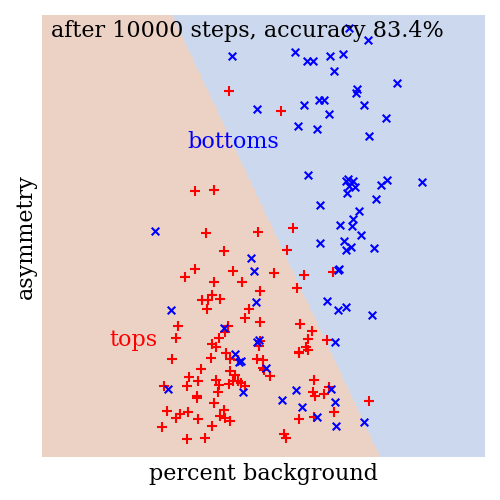 after 10000 steps, accuracy 83.4%
bottoms
asymmetry
tops
percent background